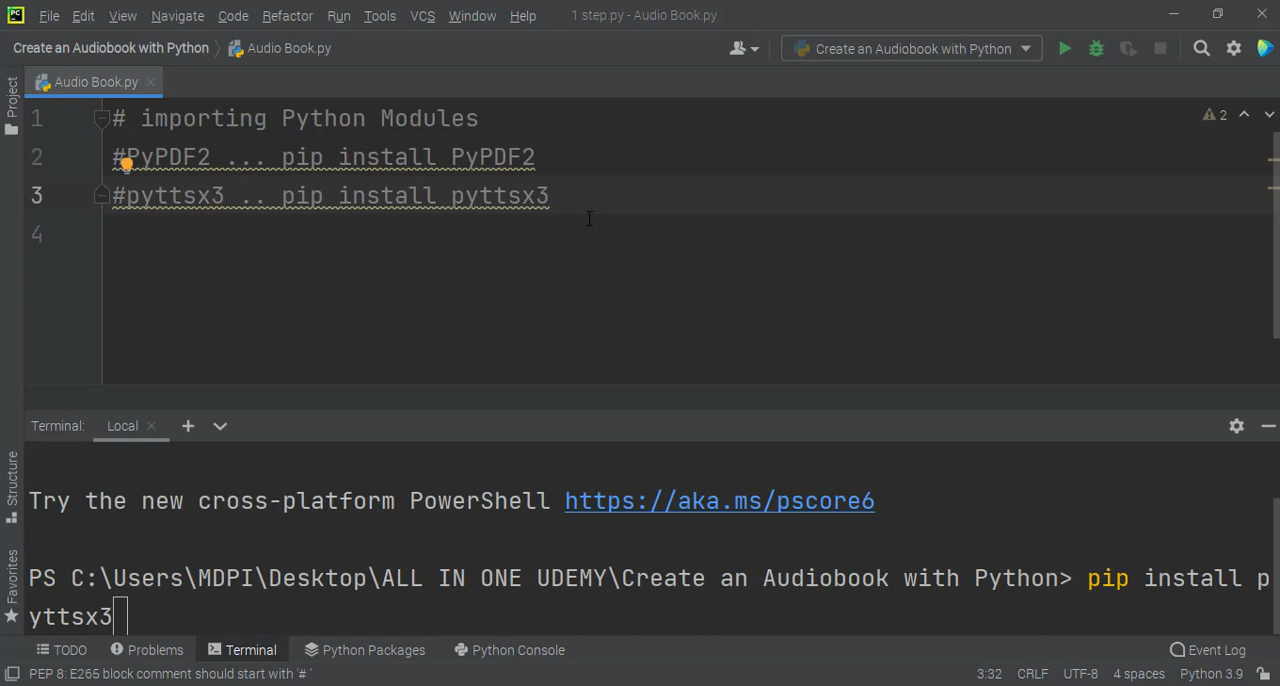 PC File Edit View Navigate Code Refactor Run Tools VCS Window Help 1 step.py - Audio Book.py
Create an Audiobook with Python Audio Book.py Create an Audiobook with Python
Project
Audio Book.py
1 # importing Python Modules 2
2 #PyPDF2 ... pip install PyPDF2
3 #pyttsx3 .. pip install pyttsx3
4
Terminal: Local
Structure
Try the new cross-platform PowerShell https://aka.ms/pscore6
Favorites
PS C:\Users\MDPI\Desktop\ALL IN ONE UDEMY\Create an Audiobook with Python> pip install p
yttsx3
TODO Problems Terminal Python Packages Python Console Event Log
PEP 8: E265 block comment should start with '# ' 3:32 CRLF UTF-8 4 spaces Python 3.9